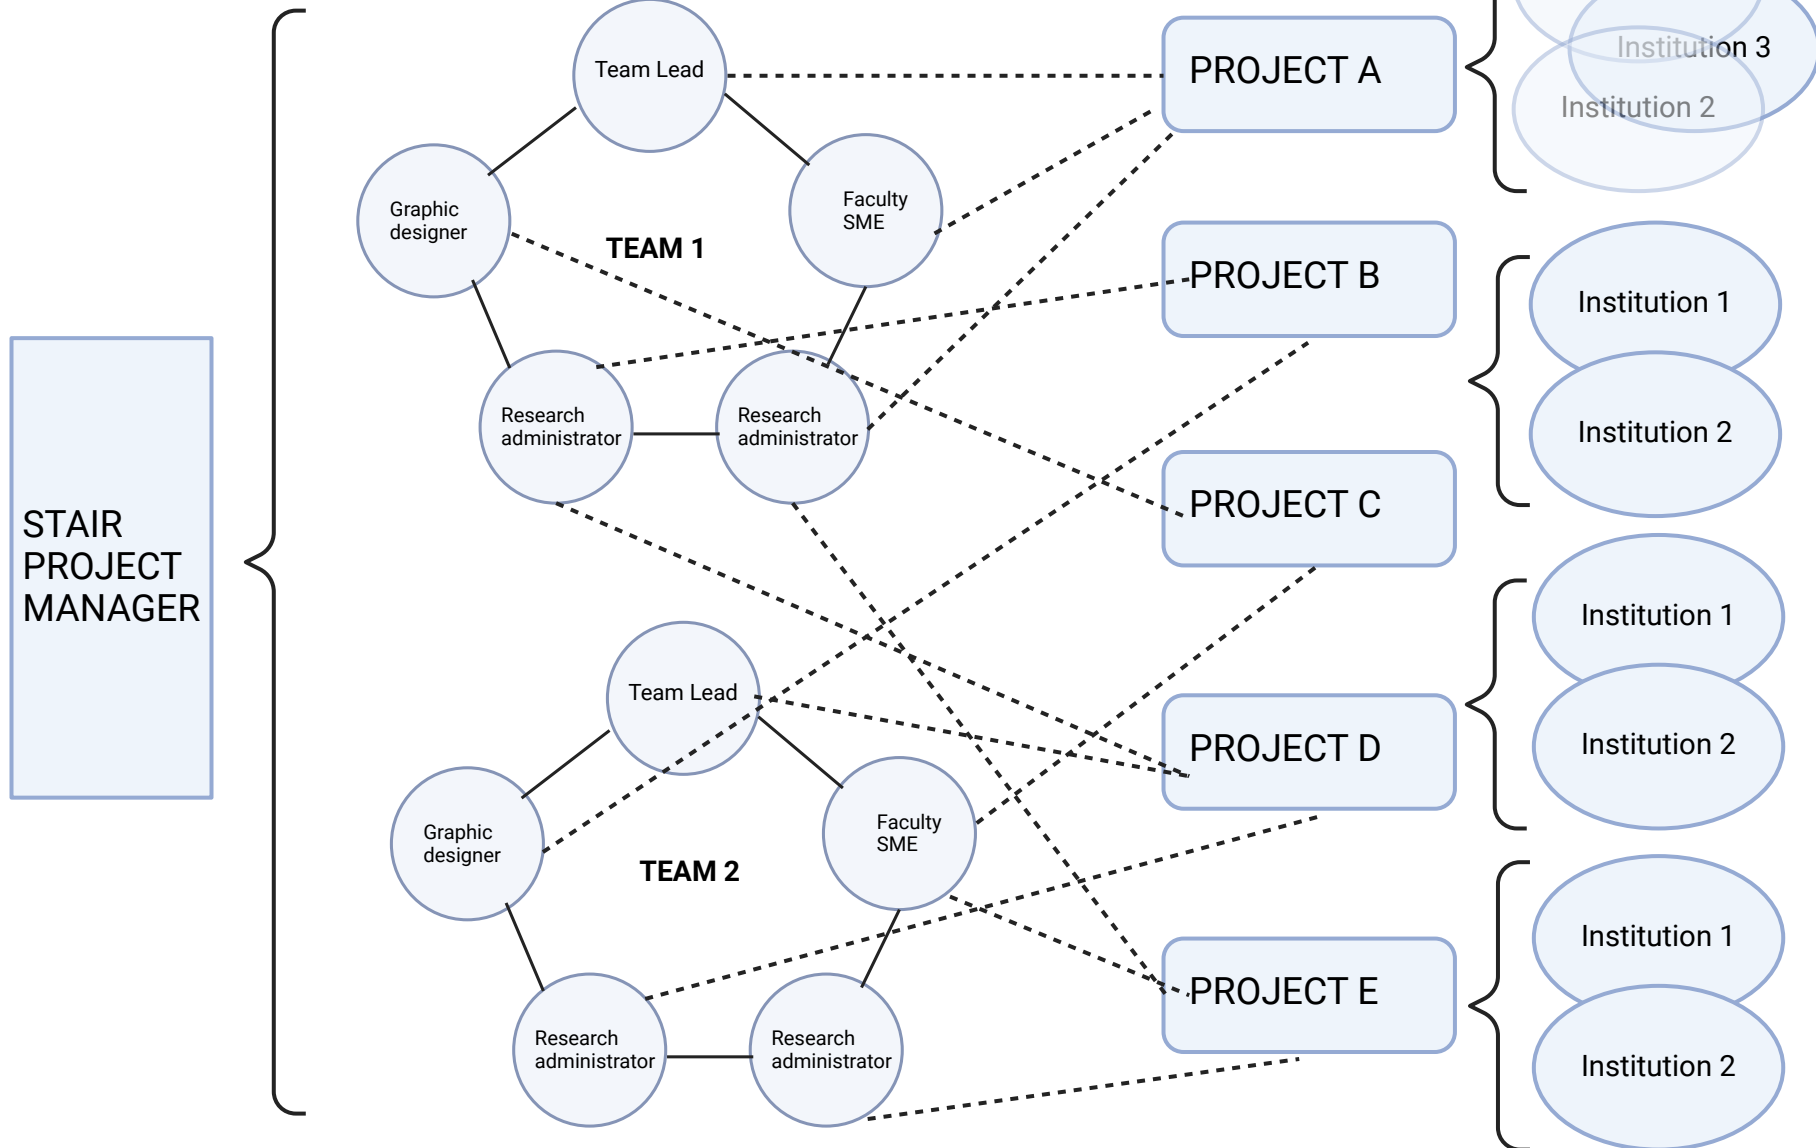 STAIR
PROJECT
MANAGER
Team Lead
Graphic
designer
Faculty
SME
TEAM 1
Research
administrator
Research
administrator
Team Lead
Graphic
designer
Faculty
SME
TEAM 2
Research
administrator
Research
administrator
PROJECT A
PROJECT B
PROJECT C
PROJECT D
PROJECT E
Institution 3
Institution 2
Institution 1
Institution 2
Institution 1
Institution 2
Institution 1
Institution 2